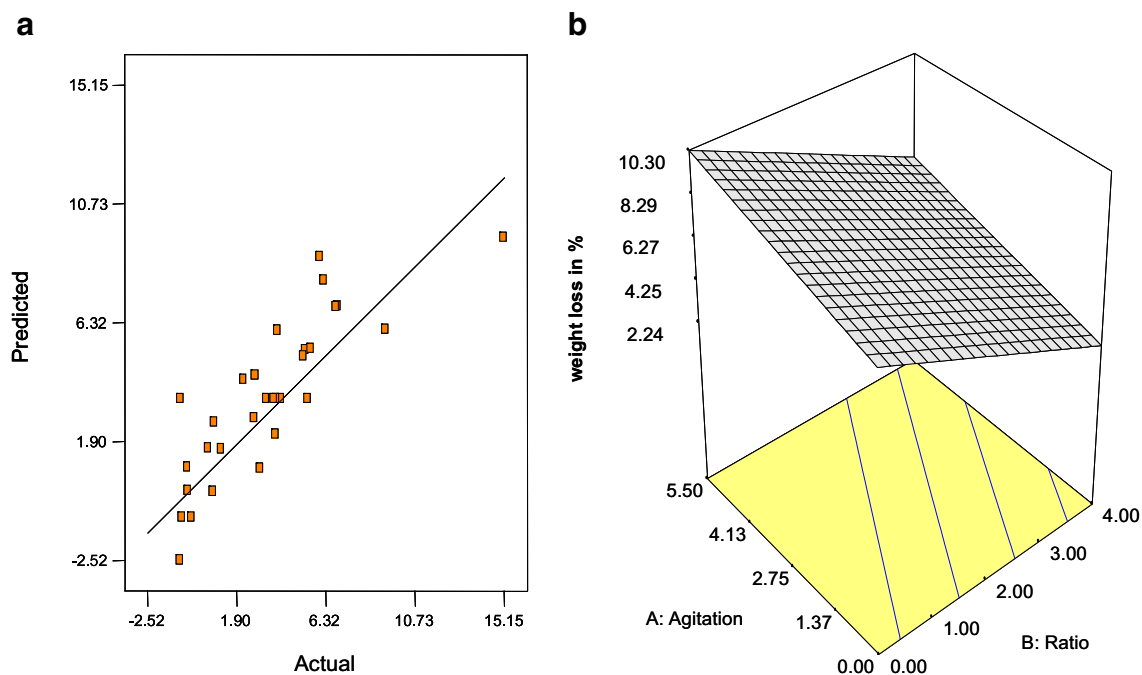 a
15.15
10.73
6.32
1.90
-2.52
Predicted
-2.52 1.90 6.32 10.73 15.15
Actual
b
10.30
8.29
6.27
4.25
2.24
weight loss in %
5.50
4.13
2.75
1.37
0.00
A: Agitation
0.00
1.00
2.00
3.00
4.00
B: Ratio